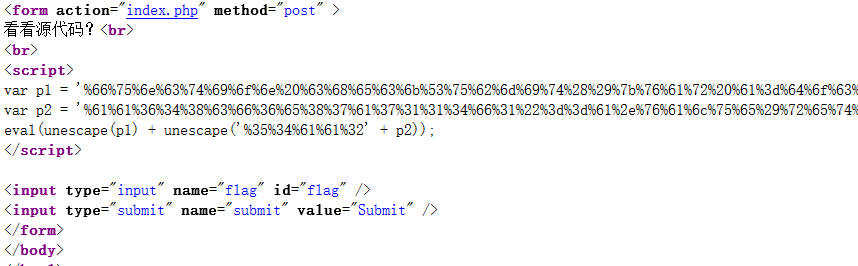 <form action="index.php" method="post" >
看看源代码？<br>
<br>
<script>
var p1 = '%66%75%6e%63%74%69%6f%6e%20%63%68%65%63%6b%53%75%62%6d%69%74%28%29%7b%76%61%72%20%61%3d%64%6f%63
var p2 = '%61%61%36%34%38%63%66%36%65%38%37%61%37%31%31%34%66%31%22%3d%3d%61%2e%76%61%6c%75%65%29%72%65%74%
eval(unescape(p1) + unescape('%35%34%61%61%32' + p2));
</script>
<input type="input" name="flag" id="flag" />
<input type="submit" name="submit" value="Submit" />
</form>
</body>